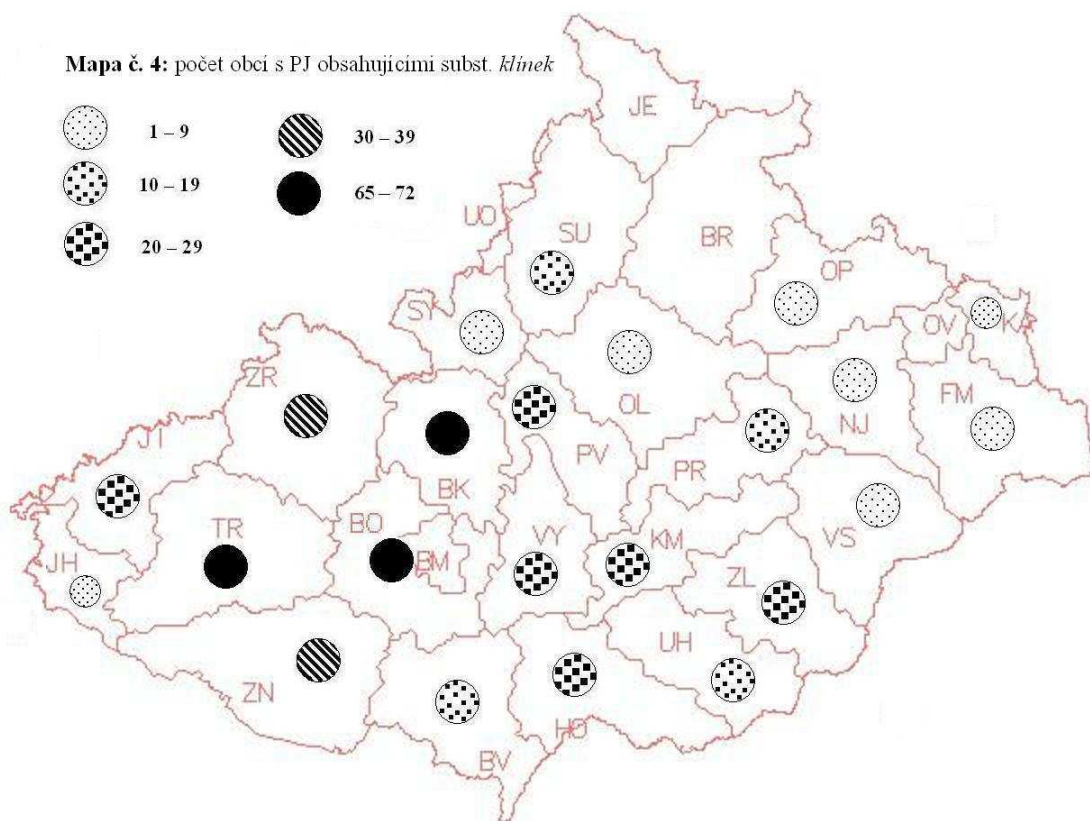 Mapa č. 4: počet obcí s PJ obsahujícími subst. klínek
1 – 9
30 – 39
10 – 19
65 – 72
20 – 29
JE
UO
SU
BR
OP
SY
OV
KA
ZR
OL
NJ
FM
JI
PV
PR
BK
TR
BO
BM
VY
KM
VS
JH
ZL
UH
ZN
HO
BV